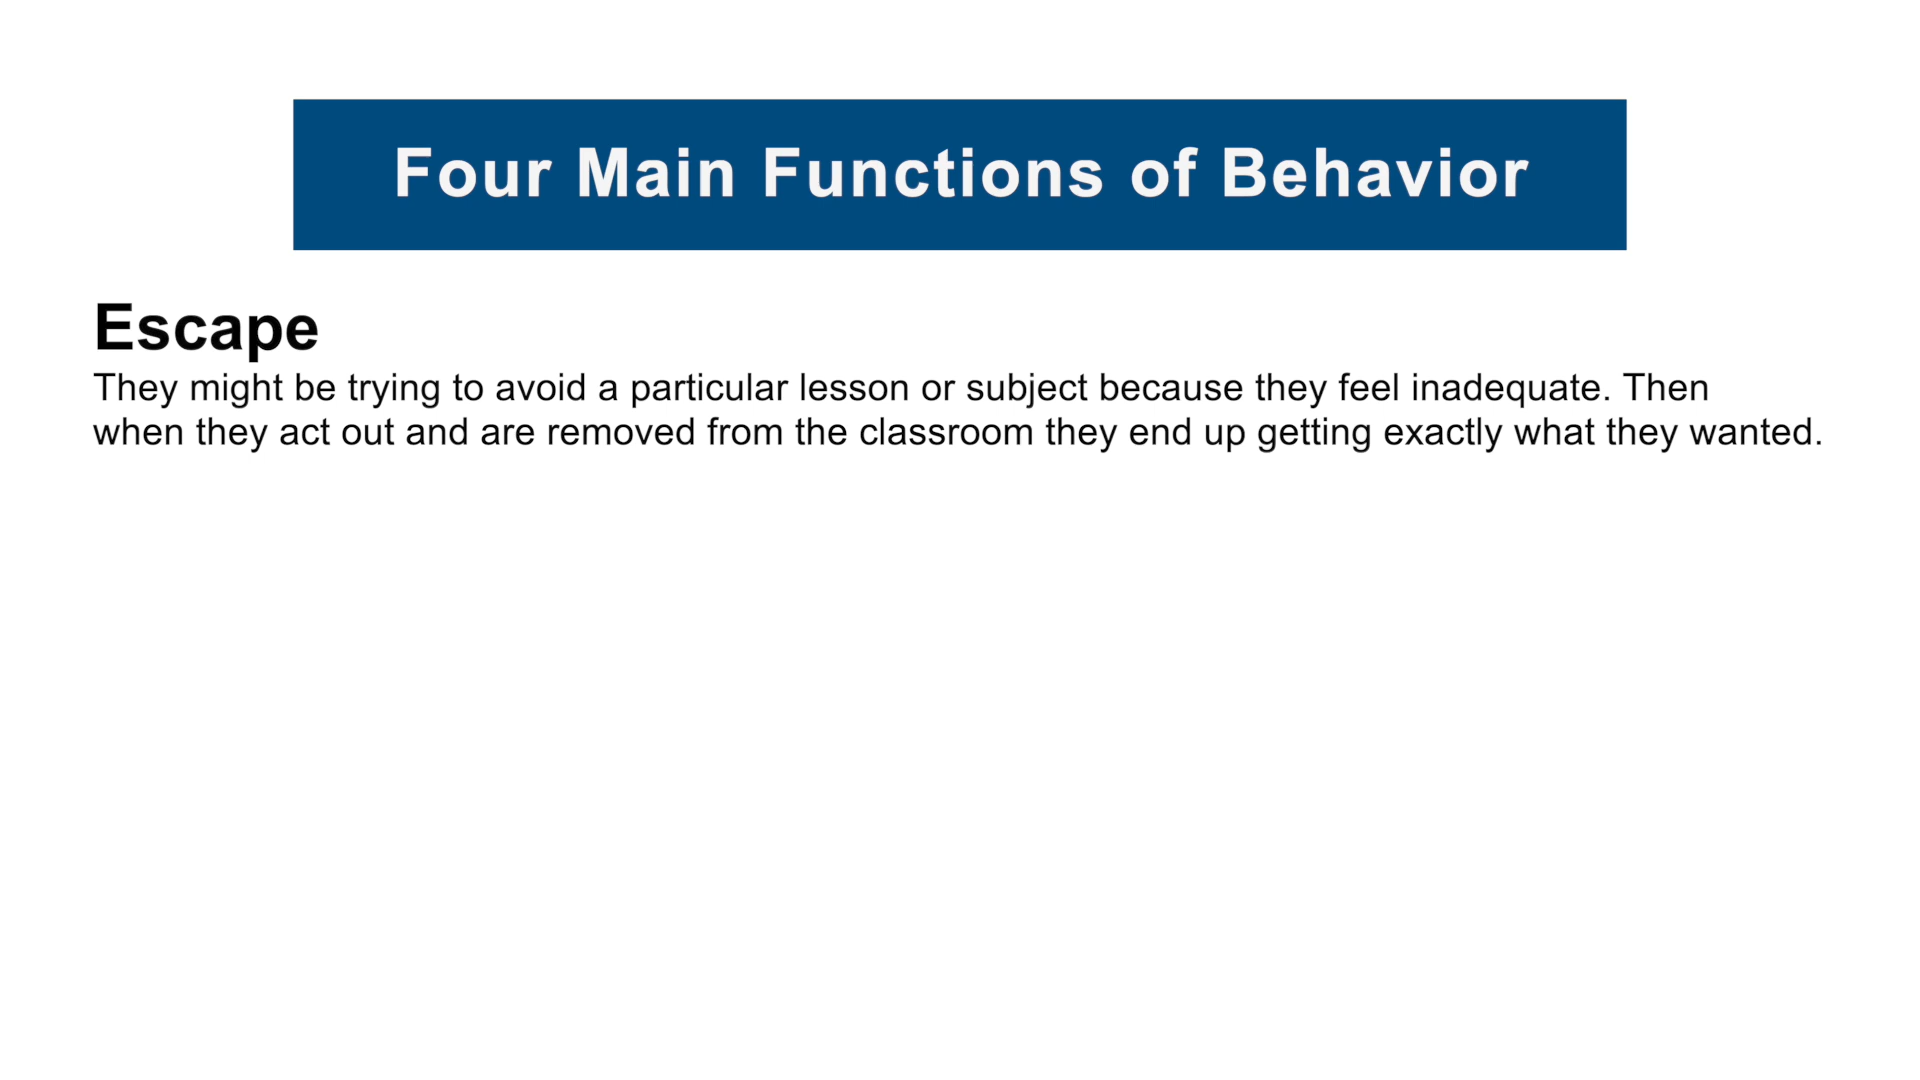 Four Main Functions of Behavior
Escape
They might be trying to avoid a particular lesson or subject because they feel inadequate. Then
when they act out and are removed from the classroom they end up getting exactly what they wanted.